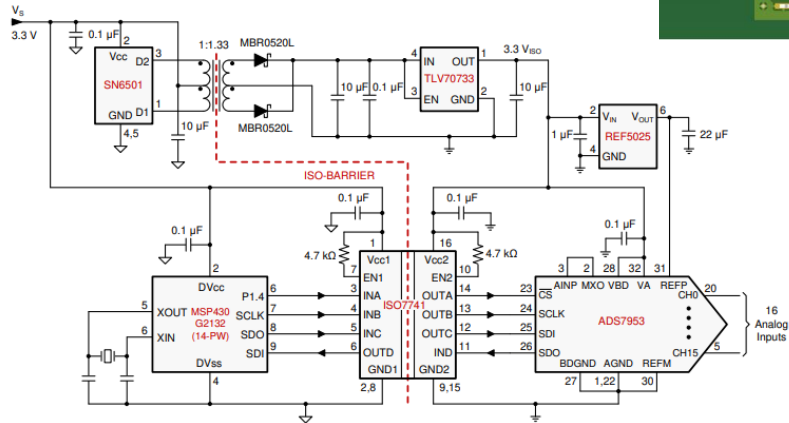 VS
3.3 V
0.1 µF
2
Vcc
D2
3
SN6501
GND
D1
1
4,5
10 µF
1:1.33
MBR0520L
MBR0520L
10 µF
0.1 µF
4
IN
OUT
1
TLV70733
3
EN
GND
2
10 µF
3.3 VISO
2
VIN
VOUT
6
REF5025
1 µF
4
GND
22 µF
ISO-BARRIER
0.1 µF
2
DVcc
5
XOUT
MSP430
G2132
(14-PW)
6
XIN
P1.4
6
SCLK
7
SDO
8
SDI
9
DVss
4
0.1 µF
4.7 kΩ
1
Vcc1
7
EN1
3
INA
4
INB
5
INC
6
OUTD
GND1
2,8
ISO7741
0.1 µF
4.7 kΩ
16
Vcc2
EN2
10
OUTA
14
OUTB
13
OUTC
12
IND
11
GND2
9,15
0.1 µF
3
2
28
32
31
AINP
MXO
VBD
VA
REFP
23
CS
24
SCLK
25
SDI
26
SDO
ADS7953
CH0
20
CH15
5
16
Analog
Inputs
BDGND
AGND
REFM
27
1,22
30